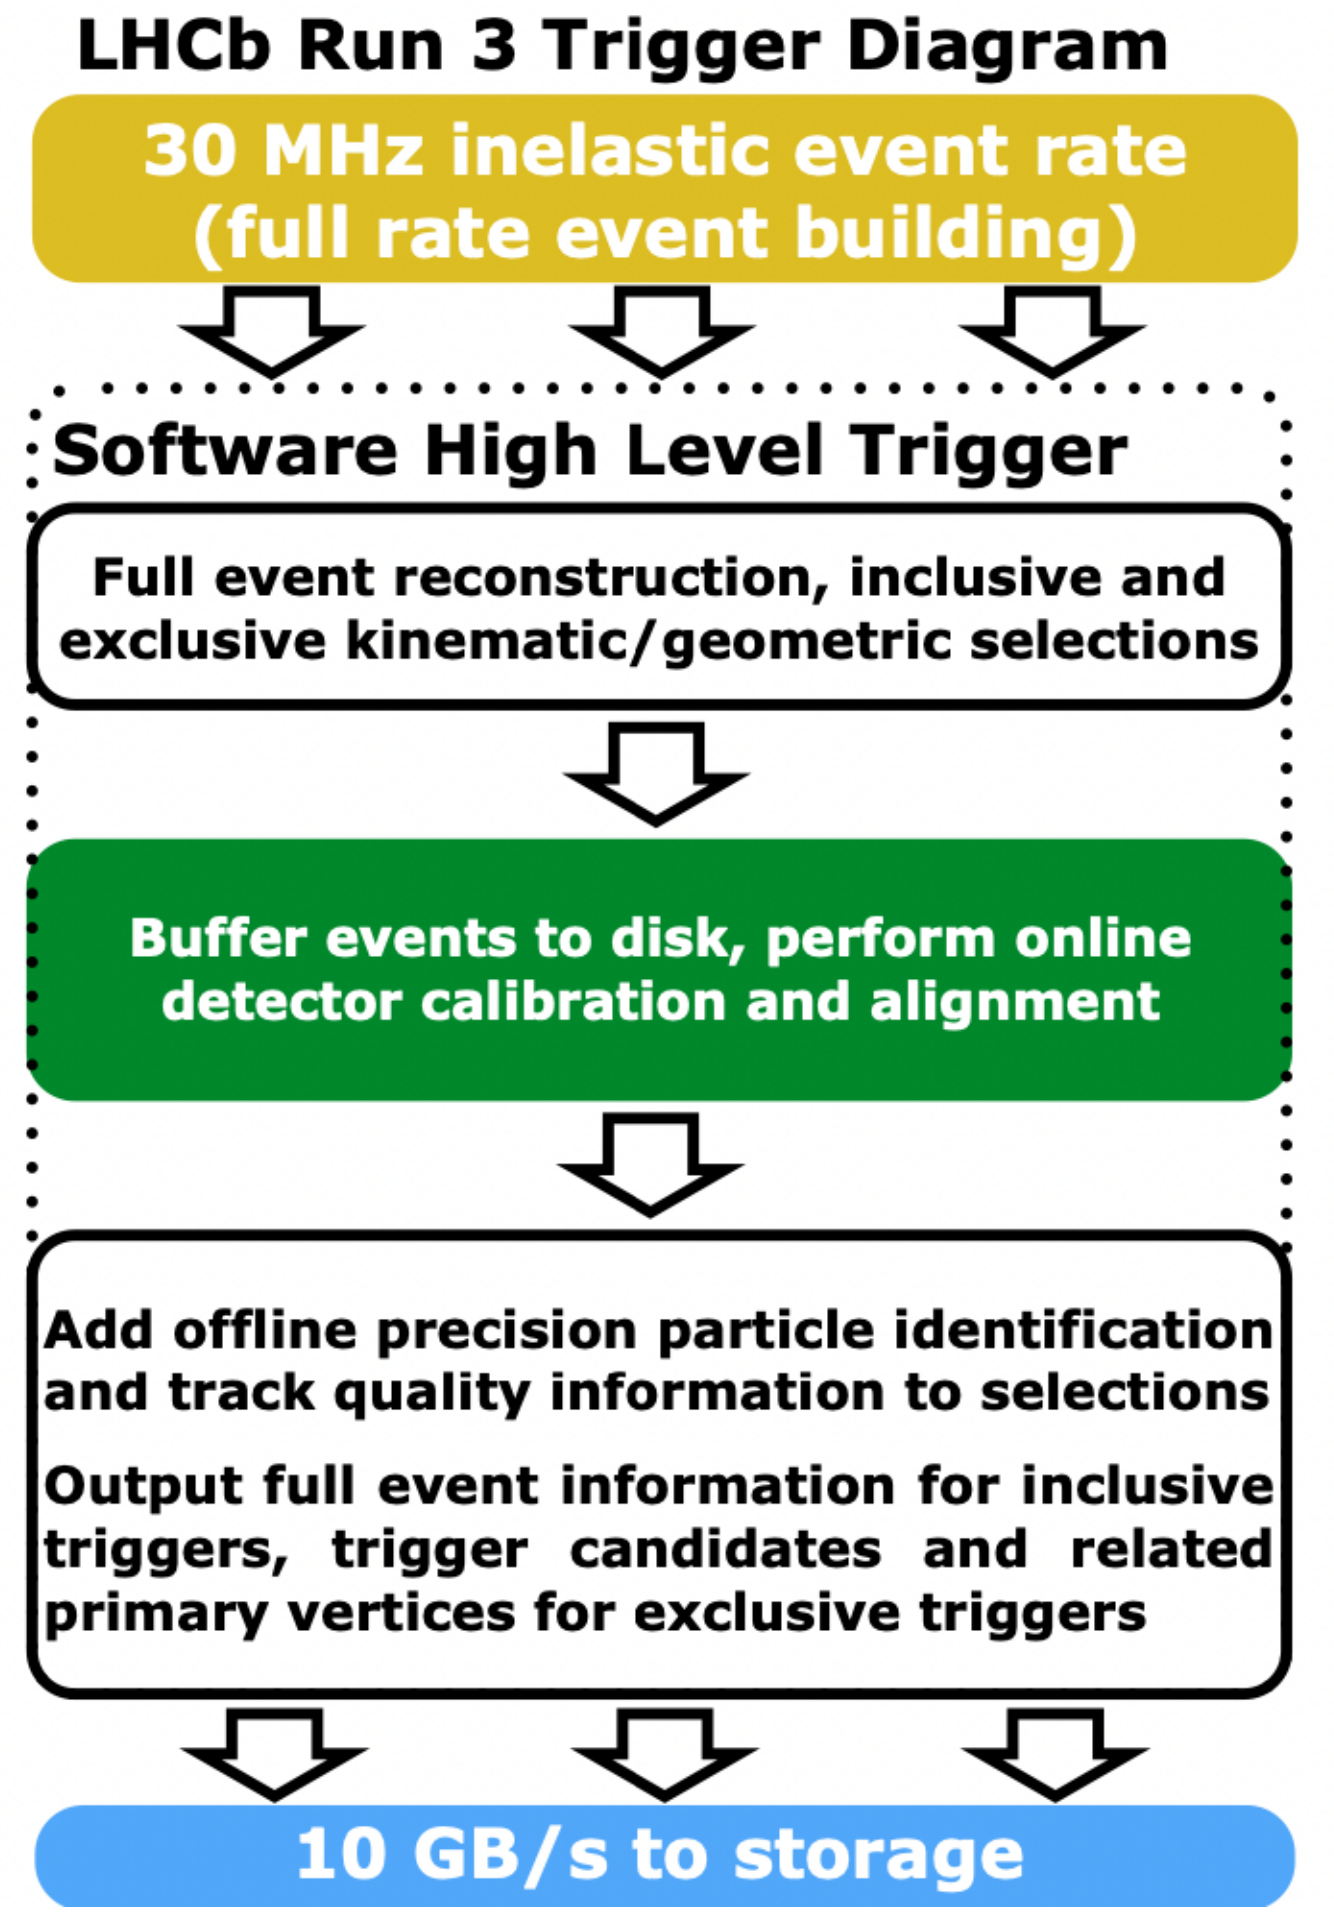 LHCb Run 3 Trigger Diagram
30 MHz inelastic event rate
(full rate event building)
Software High Level Trigger
Full event reconstruction, inclusive and
exclusive kinematic/geometric selections
Buffer events to disk, perform online
detector calibration and alignment
Add offline precision particle identification
and track quality information to selections
Output full event information for inclusive
triggers, trigger candidates and related
primary vertices for exclusive triggers
10 GB/s to storage